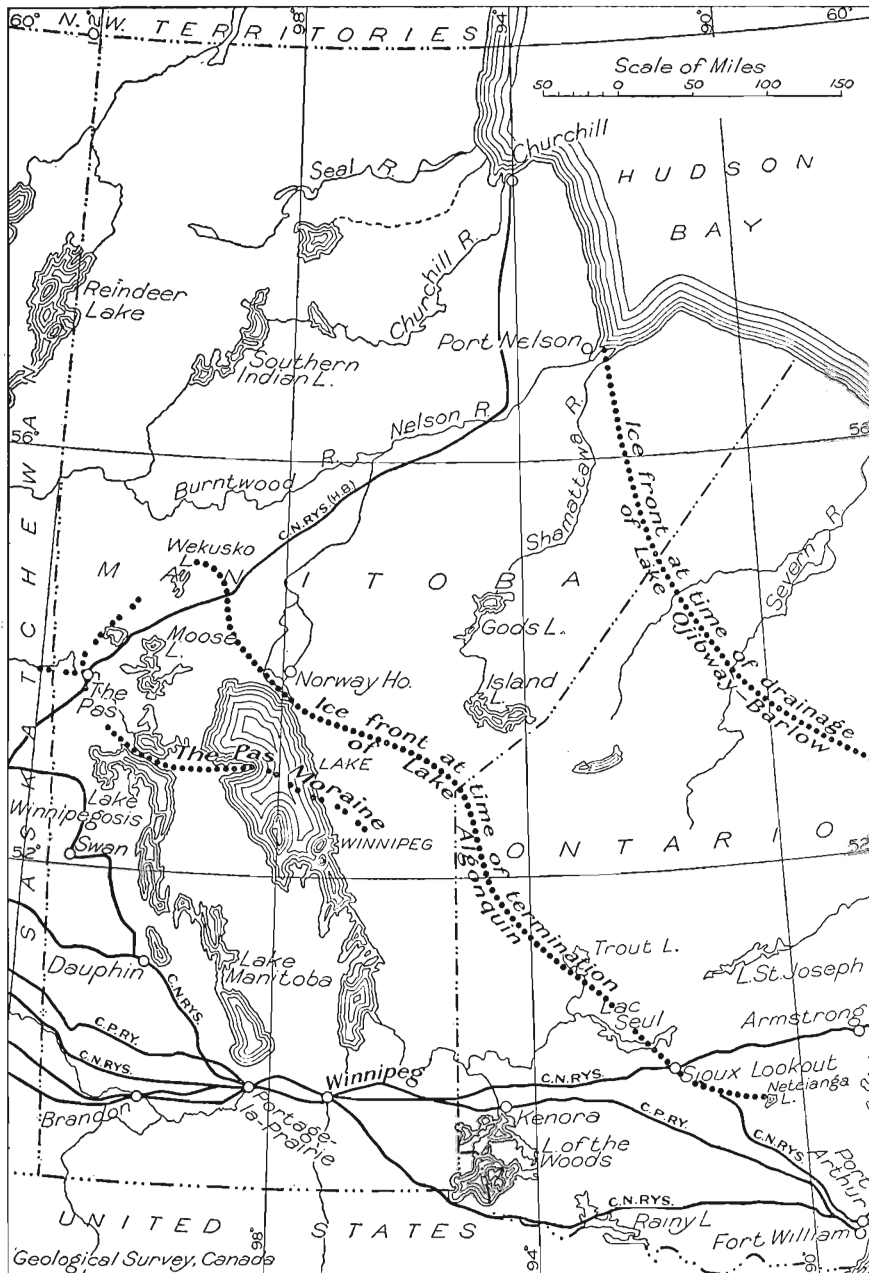 60°
N. W. TERRITORIES
102°
98°
94°
90°
60°
Scale of Miles
50 0 50 100 150
Churchill
Seal R.
HUDSON
BAY
Churchill R.
Reindeer
Lake
Southern
Indian L.
Port Nelson
Nelson R.
56°
56
Burntwood R.
C.N.RYS.(H.B.)
Shamattawa R.
Severn R.
Ice front at time of drainage
of Lake Ojibway-Barlow
SASKATCHEWAN
MANITOBA
Wekusko
L.
Moose
L.
Gods L.
Island
L.
The
Pas
Norway Ho.
Ice front at time of termination
of Lake Algonquin
The Pas Moraine
LAKE
WINNIPEG
Lake
Winnipegosis
Swan
52°
52
ONTARIO
Trout L.
L. St. Joseph
Lac
Seul
Armstrong
Dauphin
C.N.RYS.
Lake
Manitoba
C.P.RY.
C.N.RYS.
Winnipeg
C.N.RYS.
Sioux Lookout
Brandon
Portage-
la-Prairie
Kenora
C.P.RY.
C.N.RYS.
Port
Arthur
L. of the
Woods
C.N.RYS.
Rainy L.
Fort William
UNITED STATES
98°
94°
90°
Geological Survey, Canada